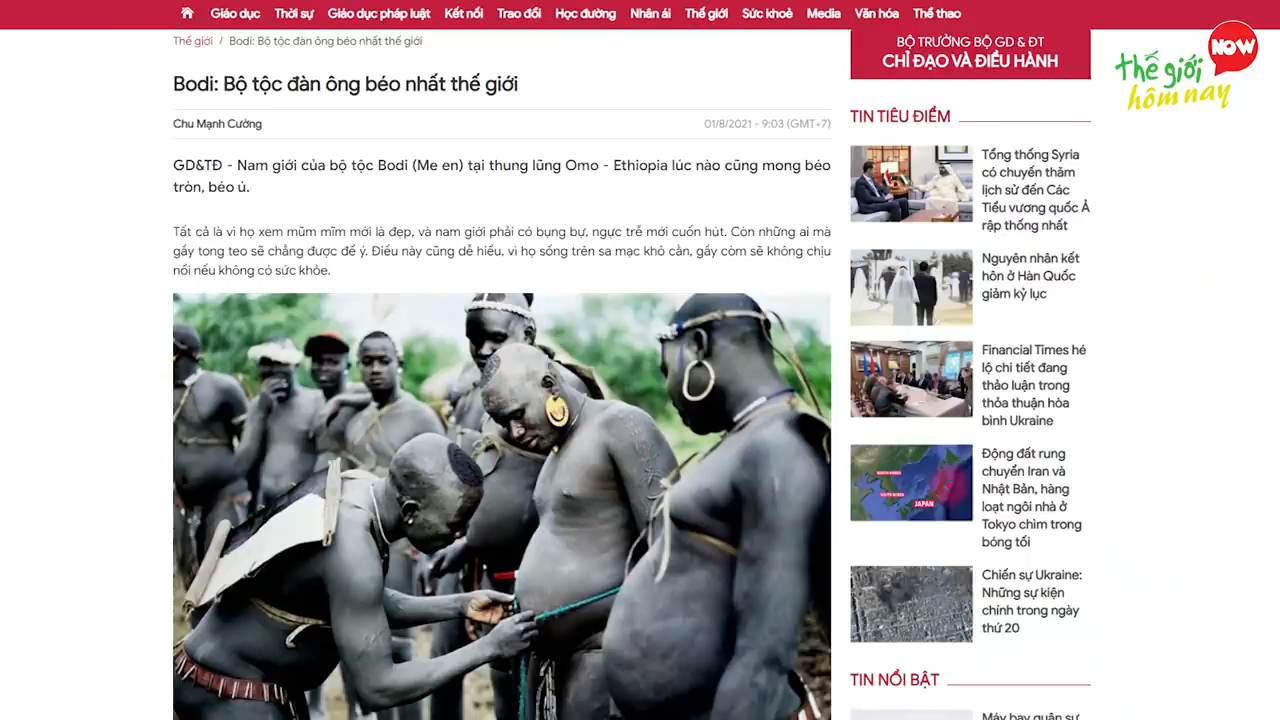 Giáo dục Thời sự Giáo dục pháp luật Kết nối Trao đổi Học đường Nhân ái Thế giới Sức khoẻ Media Văn hóa Thể thao
NOW
thế giới
hôm nay
Thế giới / Bodi: Bộ tộc đàn ông béo nhất thế giới
Bodi: Bộ tộc đàn ông béo nhất thế giới
Chu Mạnh Cường
01/8/2021 - 9:03 (GMT+7)
GD&TĐ - Nam giới của bộ tộc Bodi (Me en) tại thung lũng Omo - Ethiopia lúc nào cũng mong béo
tròn, béo ú.
Tất cả là vì họ xem mũm mĩm mới là đẹp, và nam giới phải có bụng bự, ngực trễ mới cuốn hút. Còn những ai mà
gầy tong teo sẽ chẳng được để ý. Điều này cũng dễ hiểu, vì họ sống trên sa mạc khô cằn, gầy còm sẽ không chịu
nổi nếu không có sức khỏe.
BỘ TRƯỞNG BỘ GD & ĐT
CHỈ ĐẠO VÀ ĐIỀU HÀNH
TIN TIÊU ĐIỂM
Tổng thống Syria
có chuyến thăm
lịch sử đến Các
Tiểu vương quốc Ả
rập thống nhất
Nguyên nhân kết
hôn ở Hàn Quốc
giảm kỷ lục
Financial Times hé
lộ chi tiết đang
thảo luận trong
thỏa thuận hòa
bình Ukraine
NORTH KOREA
SOUTH KOREA
JAPAN
Động đất rung
chuyển Iran và
Nhật Bản, hàng
loạt ngôi nhà ở
Tokyo chìm trong
bóng tối
Chiến sự Ukraine:
Những sự kiện
chính trong ngày
thứ 20
TIN NỔI BẬT
Máy bay quân sự